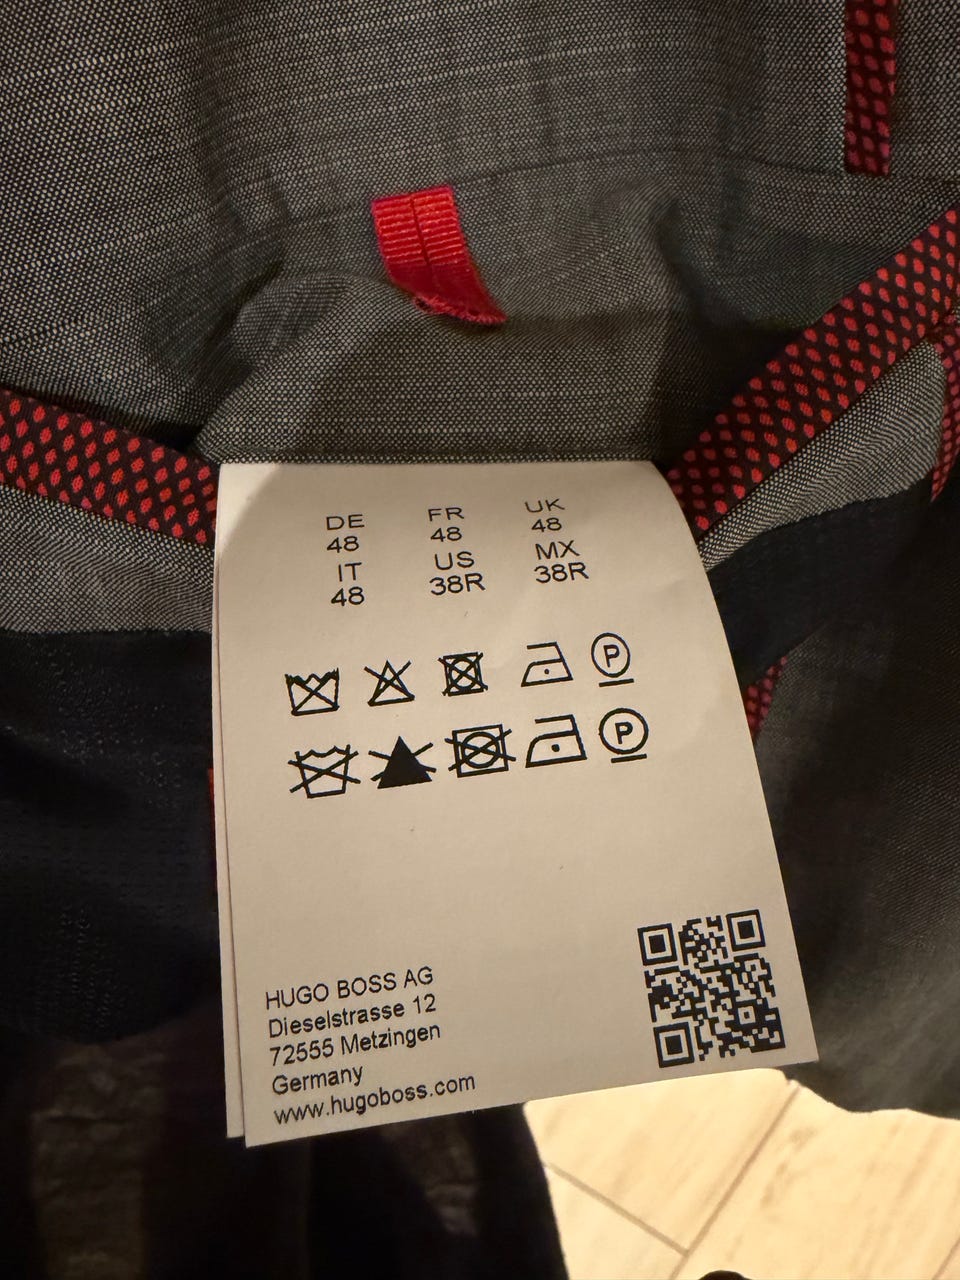 DE FR UK
48 48 48
IT US MX
48 38R 38R
P
P
HUGO BOSS AG
Dieselstrasse 12
72555 Metzingen
Germany
www.hugoboss.com